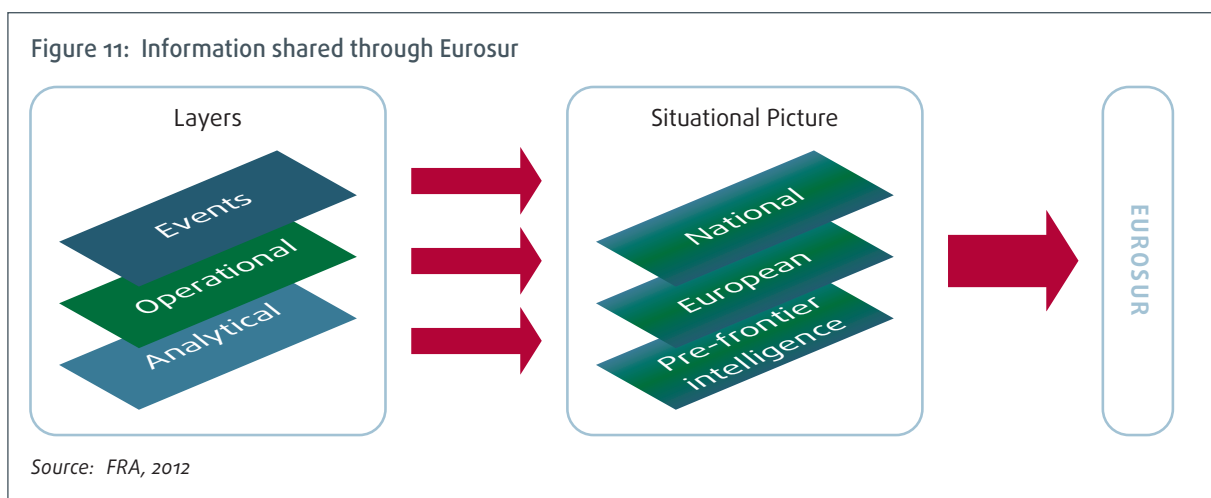 Figure 11: Information shared through Eurosur
Layers
Events
Operational
Analytical
Situational Picture
National
European
Pre-frontier
intelligence
EUROSUR
Source: FRA, 2012